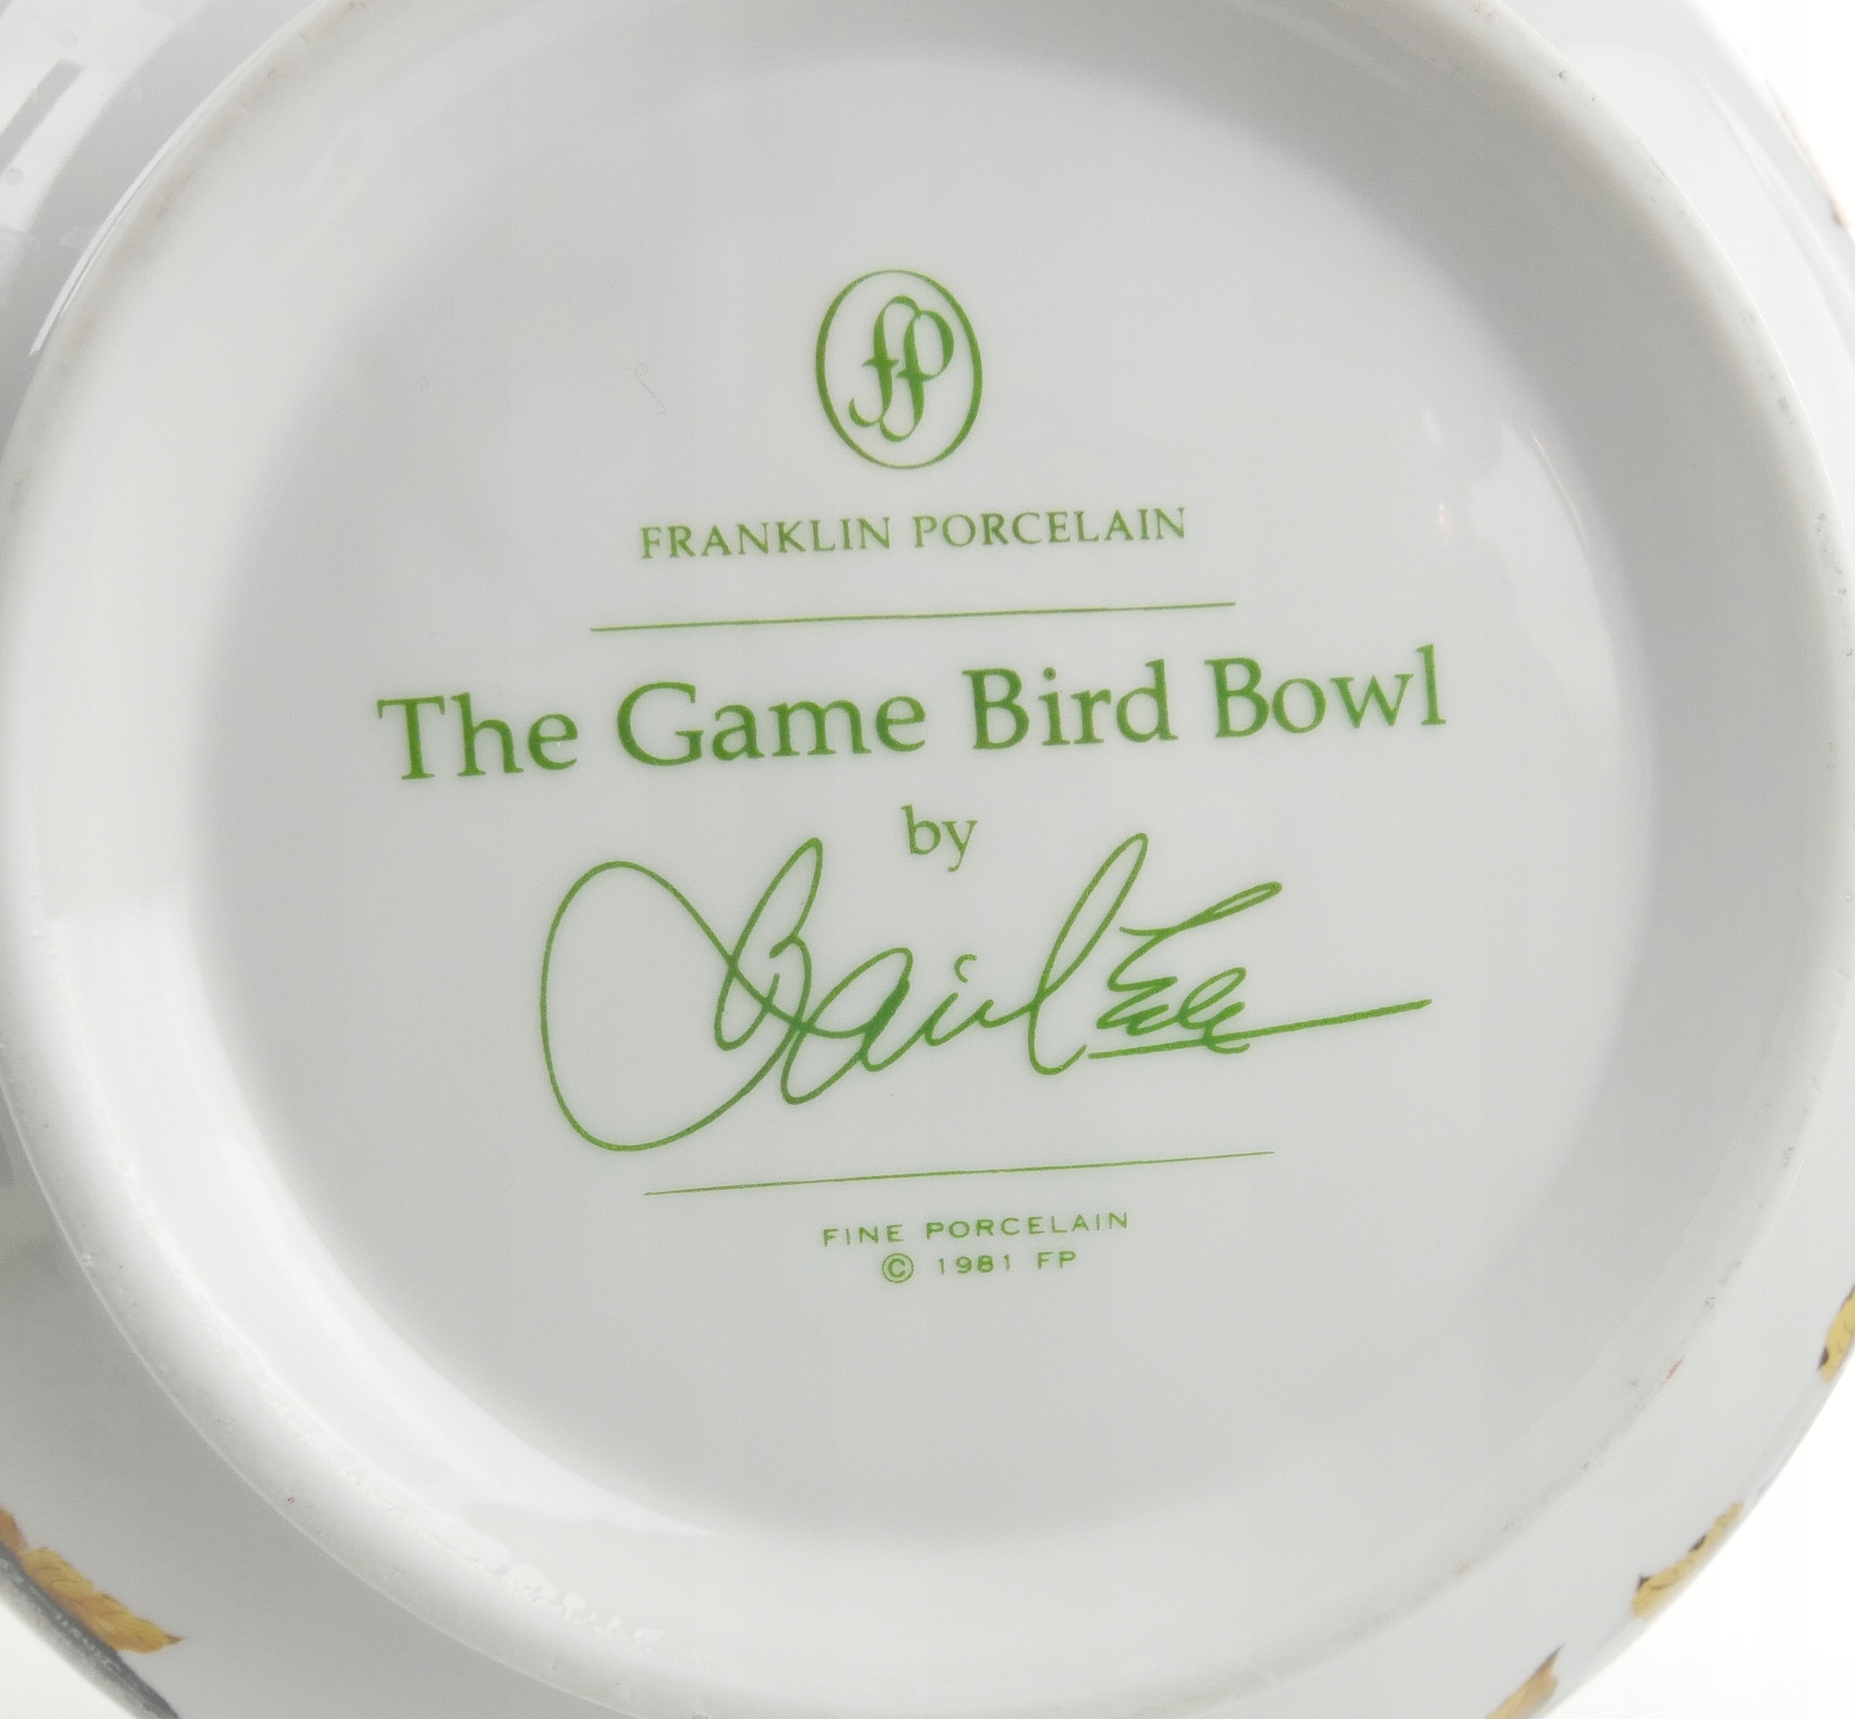 fp
FRANKLIN PORCELAIN
The Game Bird Bowl
by
FINE PORCELAIN
© 1981 FP